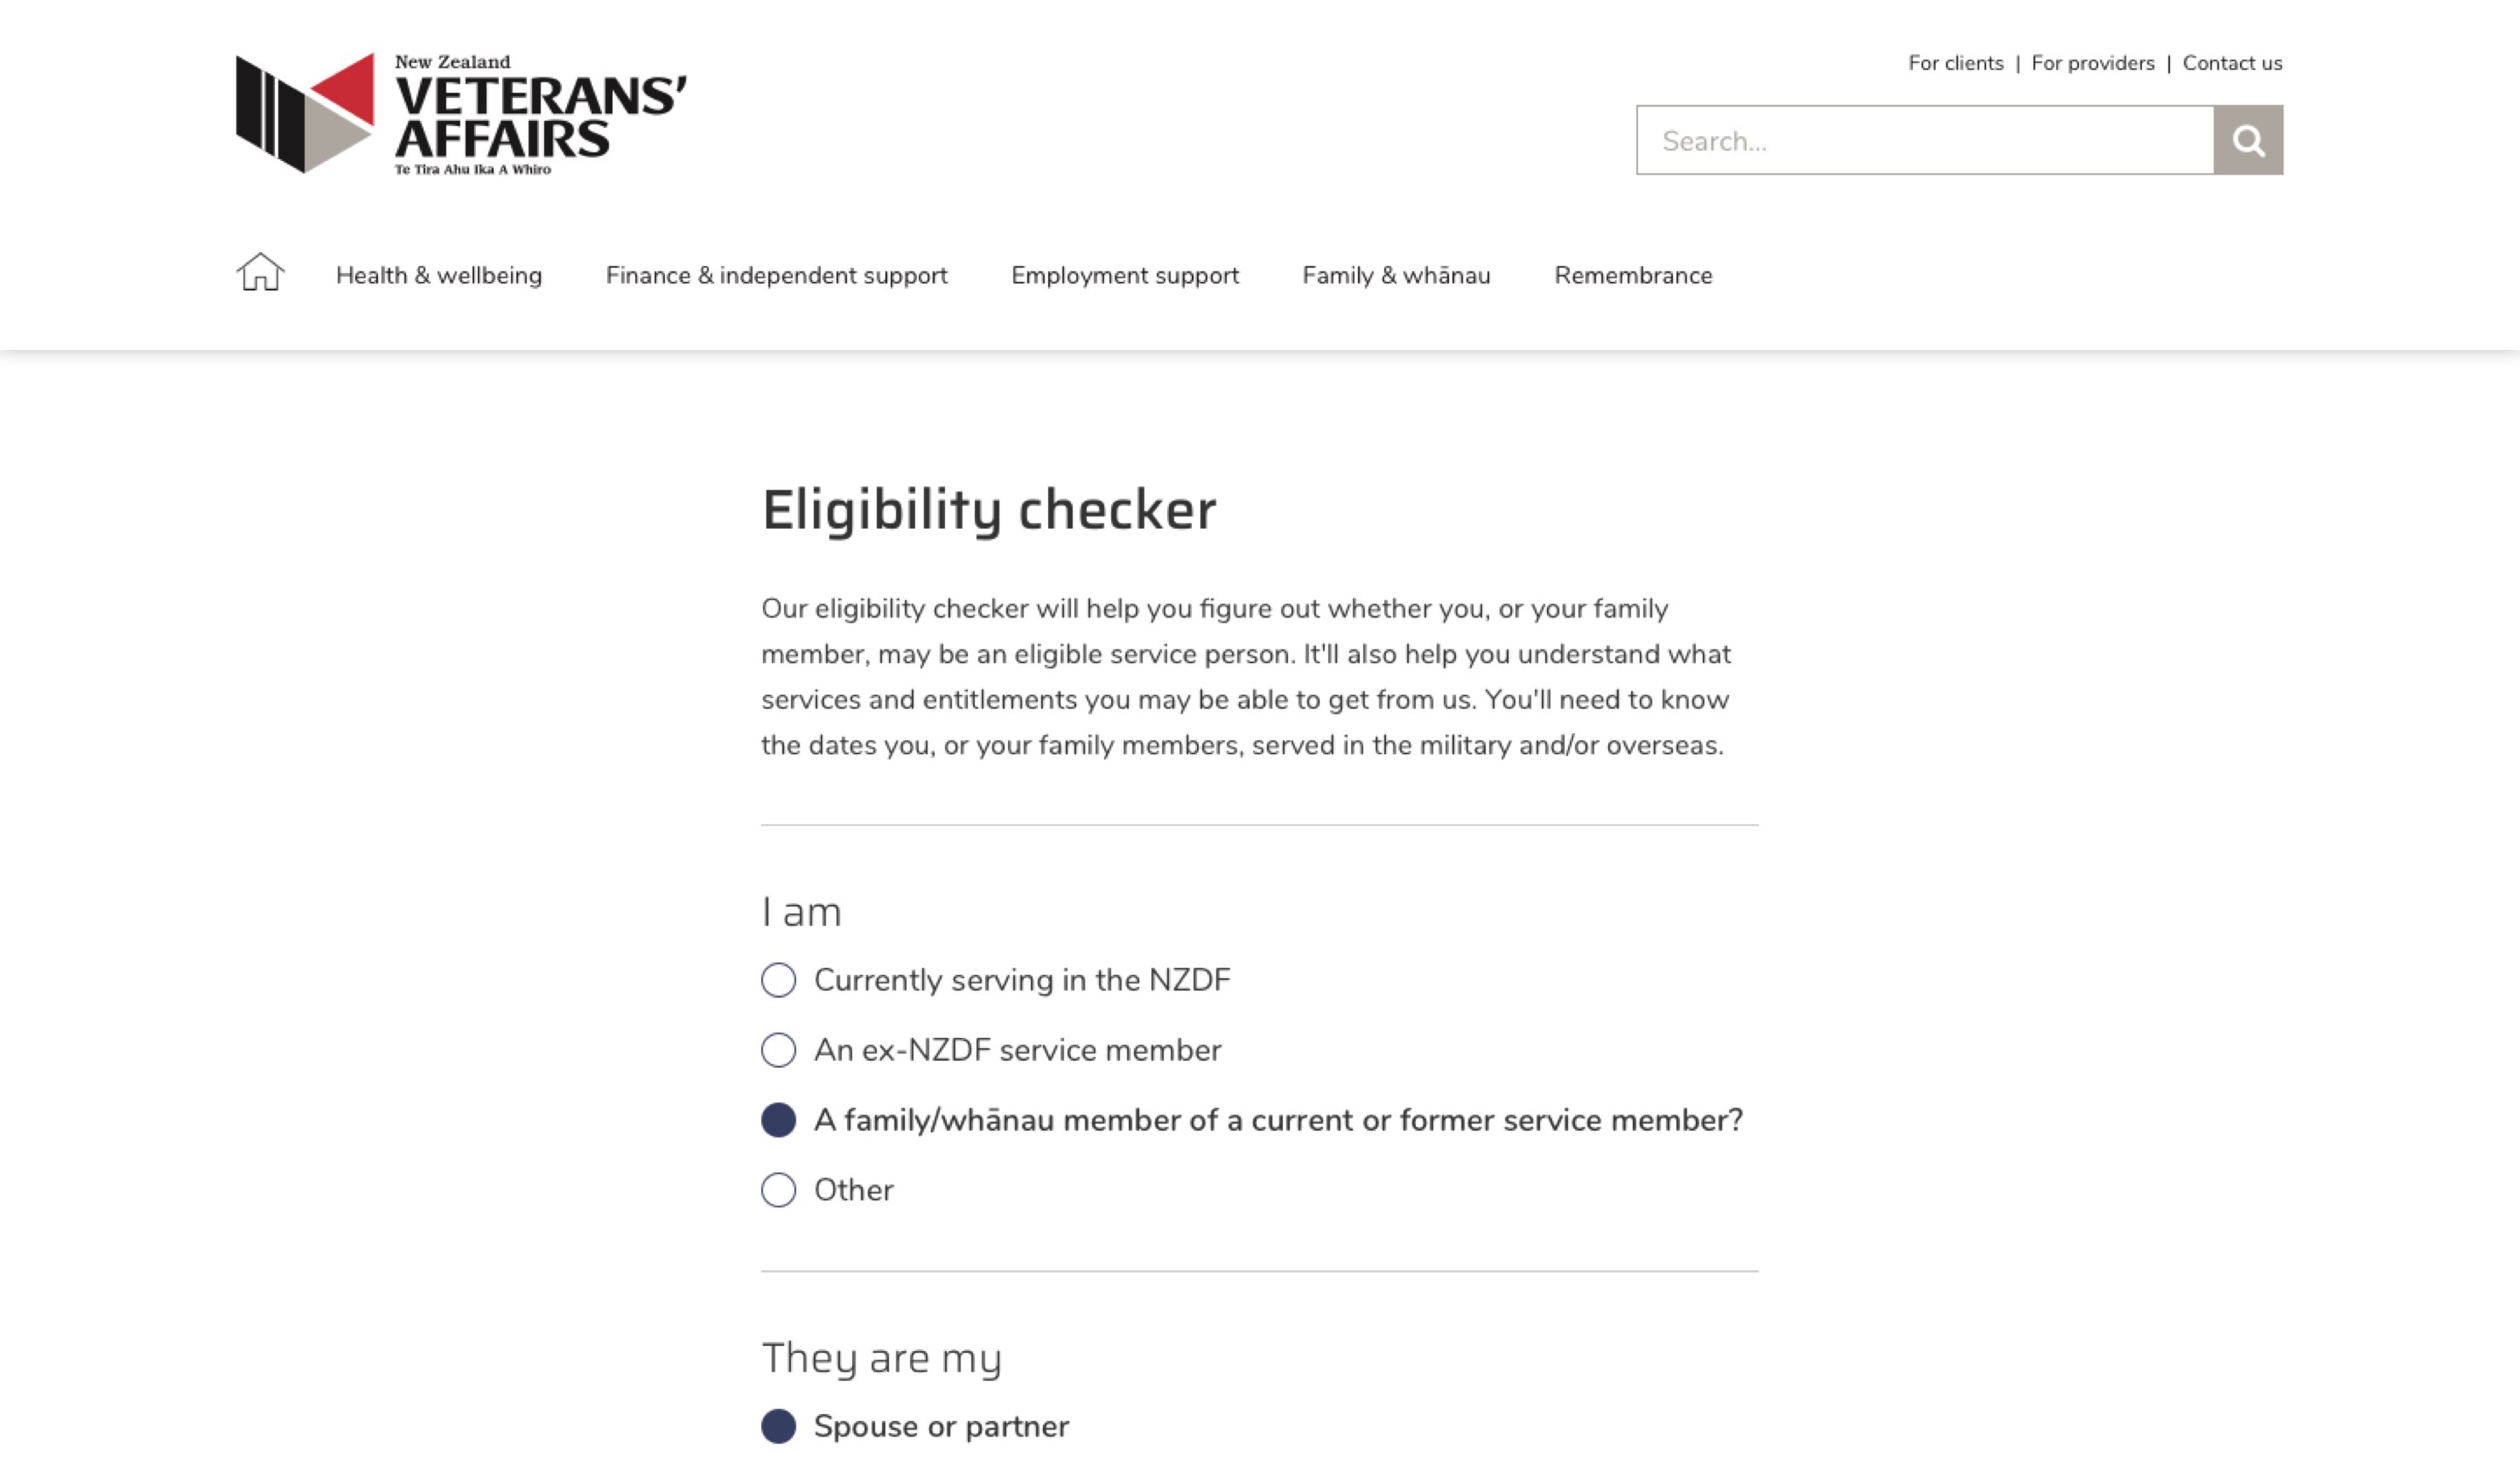 New Zealand
VETERANS’
AFFAIRS
Te Tira Ahu Ika A Whiro
For clients | For providers | Contact us
Search...
Health & wellbeing Finance & independent support Employment support Family & whānau Remembrance
Eligibility checker
Our eligibility checker will help you figure out whether you, or your family
member, may be an eligible service person. It'll also help you understand what
services and entitlements you may be able to get from us. You'll need to know
the dates you, or your family members, served in the military and/or overseas.
I am
Currently serving in the NZDF
An ex-NZDF service member
A family/whānau member of a current or former service member?
Other
They are my
Spouse or partner